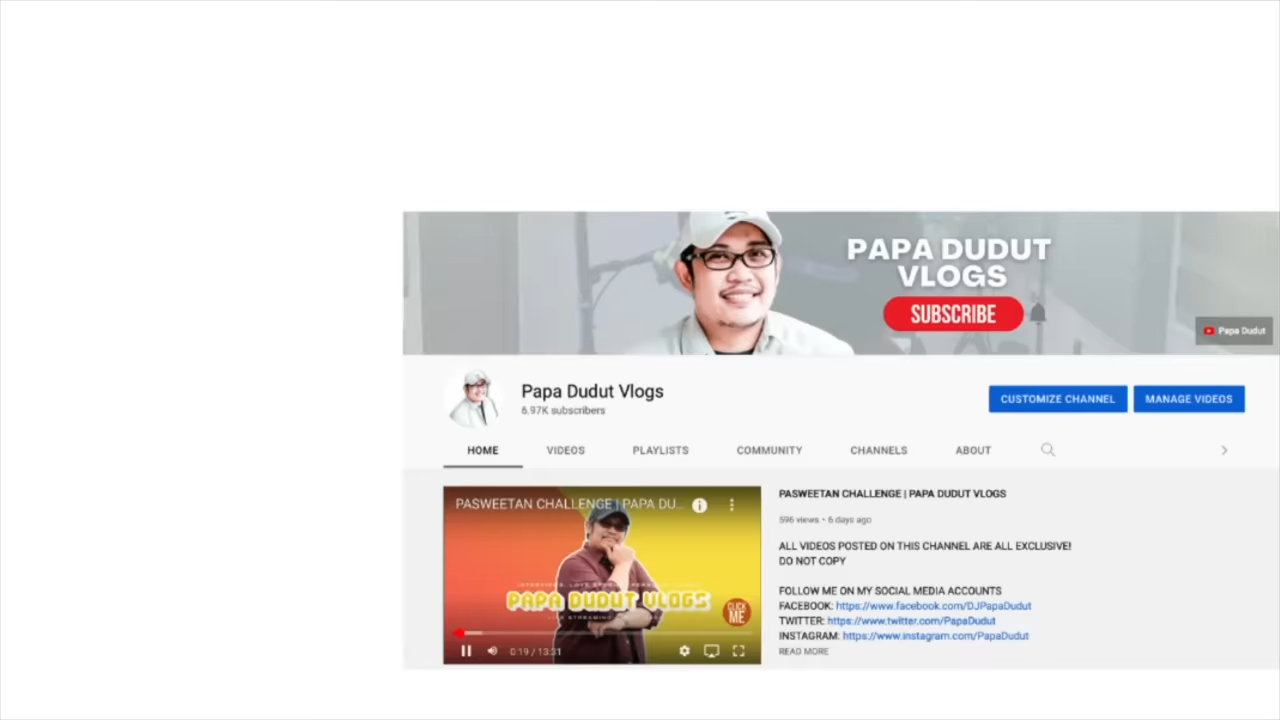 PAPA DUDUT
VLOGS
SUBSCRIBE
Papa Dudut
Papa Dudut Vlogs
6.97K subscribers
CUSTOMIZE CHANNEL
MANAGE VIDEOS
HOME
VIDEOS
PLAYLISTS
COMMUNITY
CHANNELS
ABOUT
PASWEETAN CHALLENGE | PAPA DU...
PAPA DUDUT VLOGS
CLICK
ME
0:19 / 13:31
PASWEETAN CHALLENGE | PAPA DUDUT VLOGS
596 views • 6 days ago
ALL VIDEOS POSTED ON THIS CHANNEL ARE ALL EXCLUSIVE!
DO NOT COPY
FOLLOW ME ON MY SOCIAL MEDIA ACCOUNTS
FACEBOOK: https://www.facebook.com/DJPapaDudut
TWITTER: https://www.twitter.com/PapaDudut
INSTAGRAM: https://www.instagram.com/PapaDudut
READ MORE